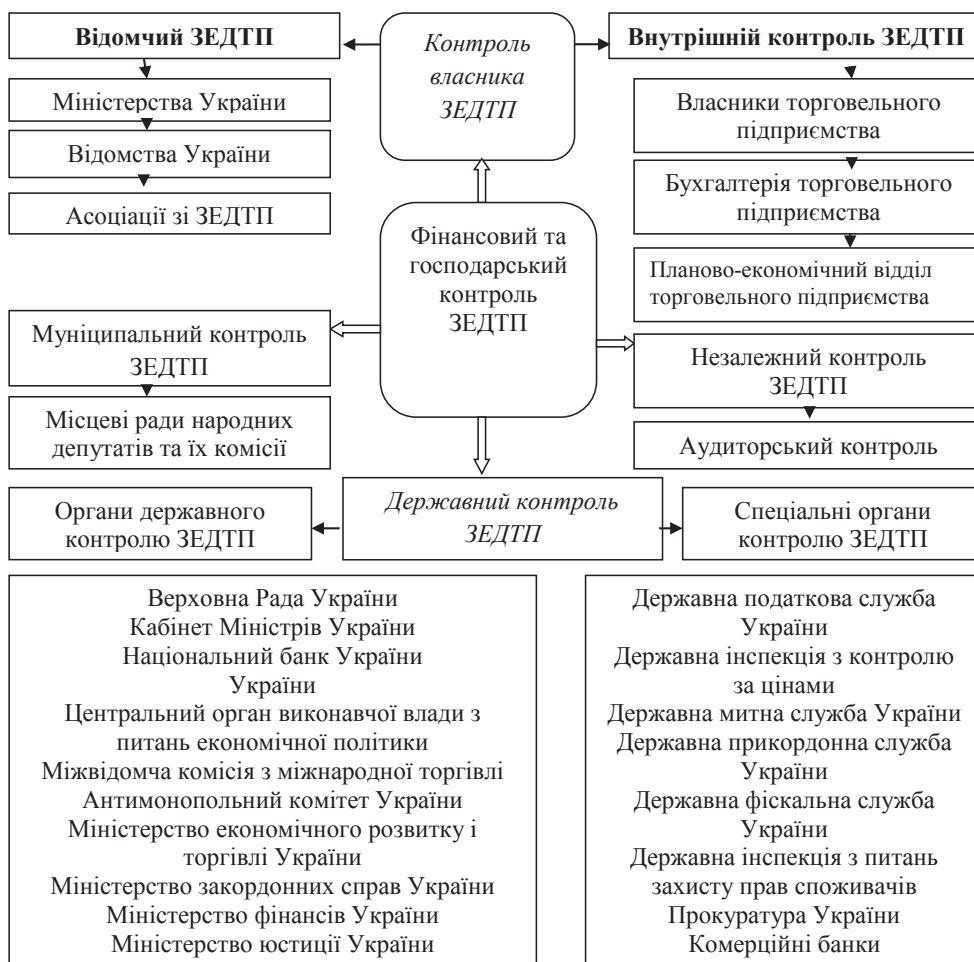 Відомчий ЗЕДТП
Міністерства України
Відомства України
Асоціації зі ЗЕДТП
Контроль
власника
ЗЕДТП
Внутрішній контроль ЗЕДТП
Власники торговельного
підприємства
Бухгалтерія торговельного
підприємства
Планово-економічний відділ
торговельного підприємства
Фінансовий та
господарський
контроль
ЗЕДТП
Муніципальний контроль
ЗЕДТП
Місцеві ради народних
депутатів та їх комісії
Незалежний контроль
ЗЕДТП
Аудиторський контроль
Органи державного
контролю ЗЕДТП
Державний контроль
ЗЕДТП
Спеціальні органи
контролю ЗЕДТП
Верховна Рада України
Кабінет Міністрів України
Національний банк України
України
Центральний орган виконавчої влади з
питань економічної політики
Міжвідомча комісія з міжнародної торгівлі
Антимонопольний комітет України
Міністерство економічного розвитку і
торгівлі України
Міністерство закордонних справ України
Міністерство фінансів України
Міністерство юстиції України
Державна податкова служба
України
Державна інспекція з контролю
за цінами
Державна митна служба України
Державна прикордонна служба
України
Державна фіскальна служба
України
Державна інспекція з питань
захисту прав споживачів
Прокуратура України
Комерційні банки